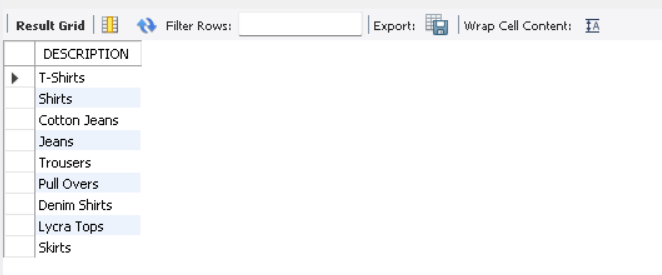 Result Grid Filter Rows: Export: Wrap Cell Content: IA
DESCRIPTION
T-Shirts
Shirts
Cotton Jeans
Jeans
Trousers
Pull Overs
Denim Shirts
Lycra Tops
Skirts